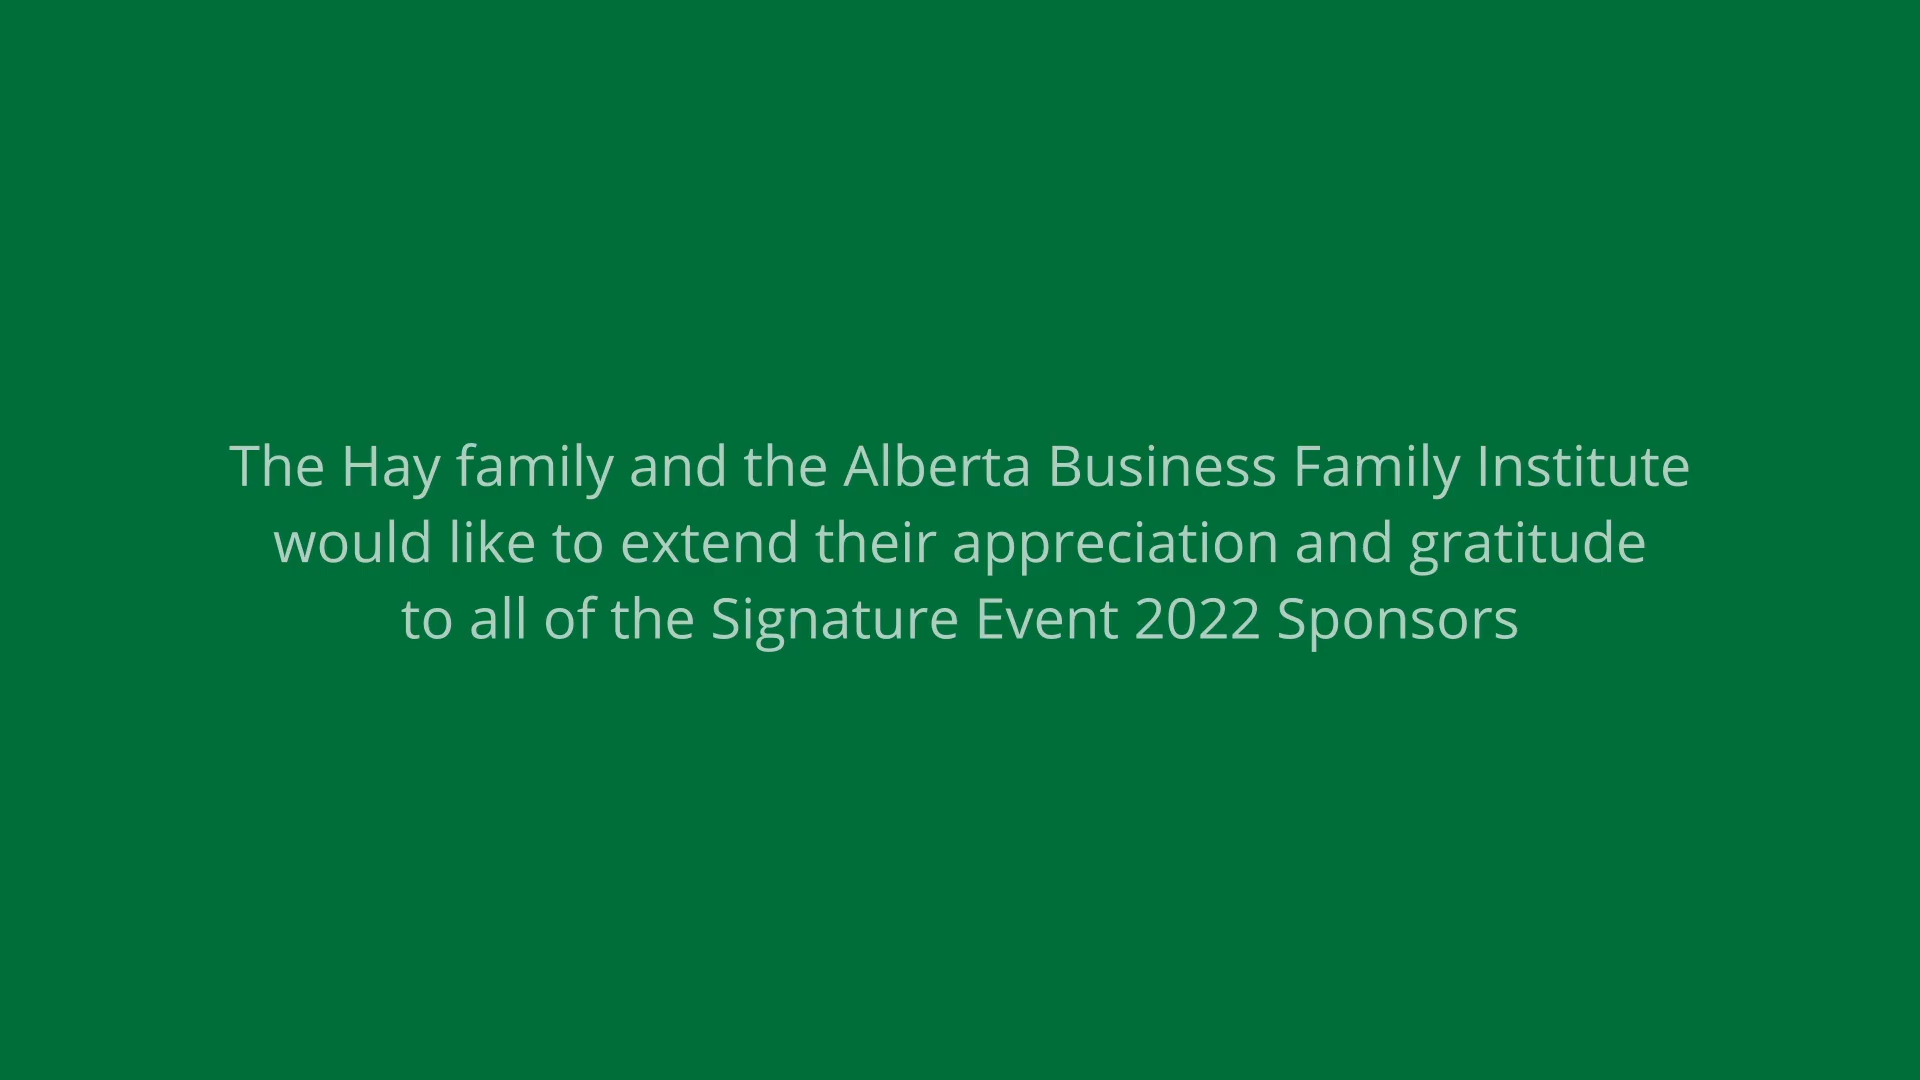 The Hay family and the Alberta Business Family Institute
would like to extend their appreciation and gratitude
to all of the Signature Event 2022 Sponsors